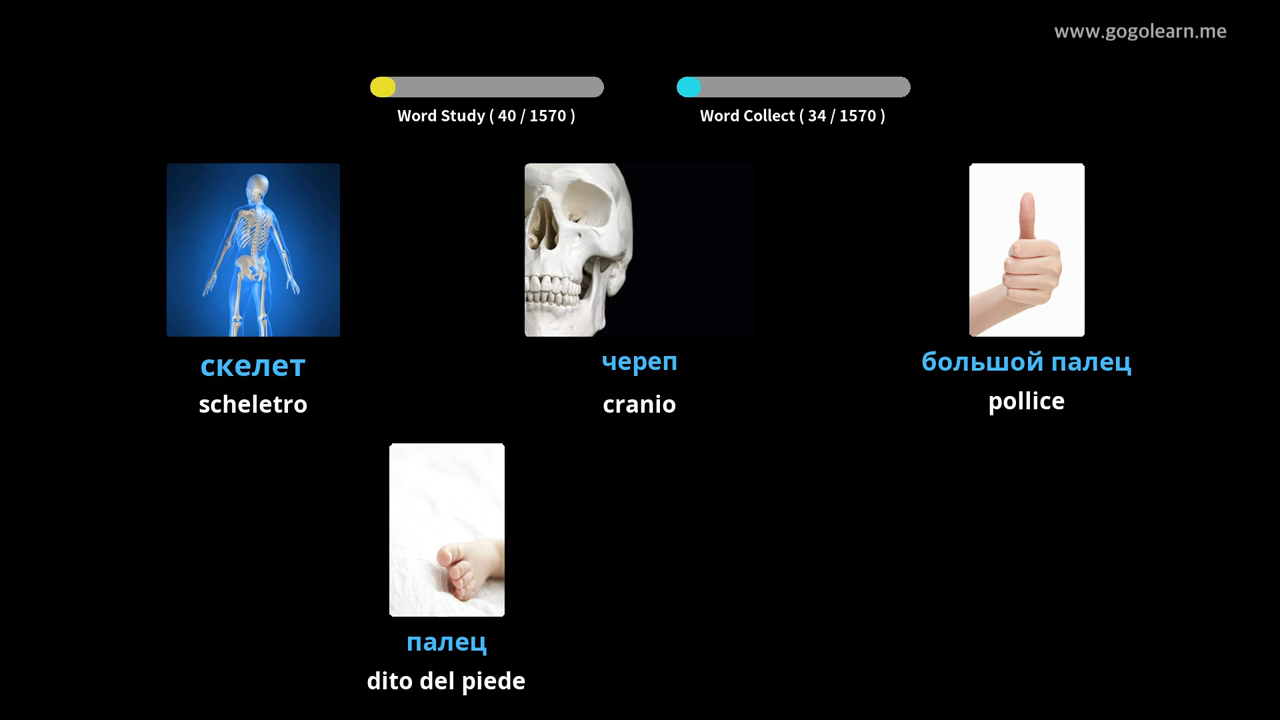 www.gogolearn.me
Word Study ( 40 / 1570 )
Word Collect ( 34 / 1570 )
скелет
scheletro
череп
cranio
большой палец
pollice
палец
dito del piede